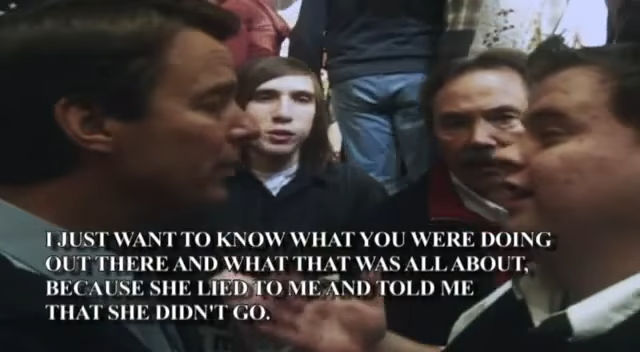 I JUST WANT TO KNOW WHAT YOU WERE DOING
OUT THERE AND WHAT THAT WAS ALL ABOUT,
BECAUSE SHE LIED TO ME AND TOLD ME
THAT SHE DIDN'T GO.